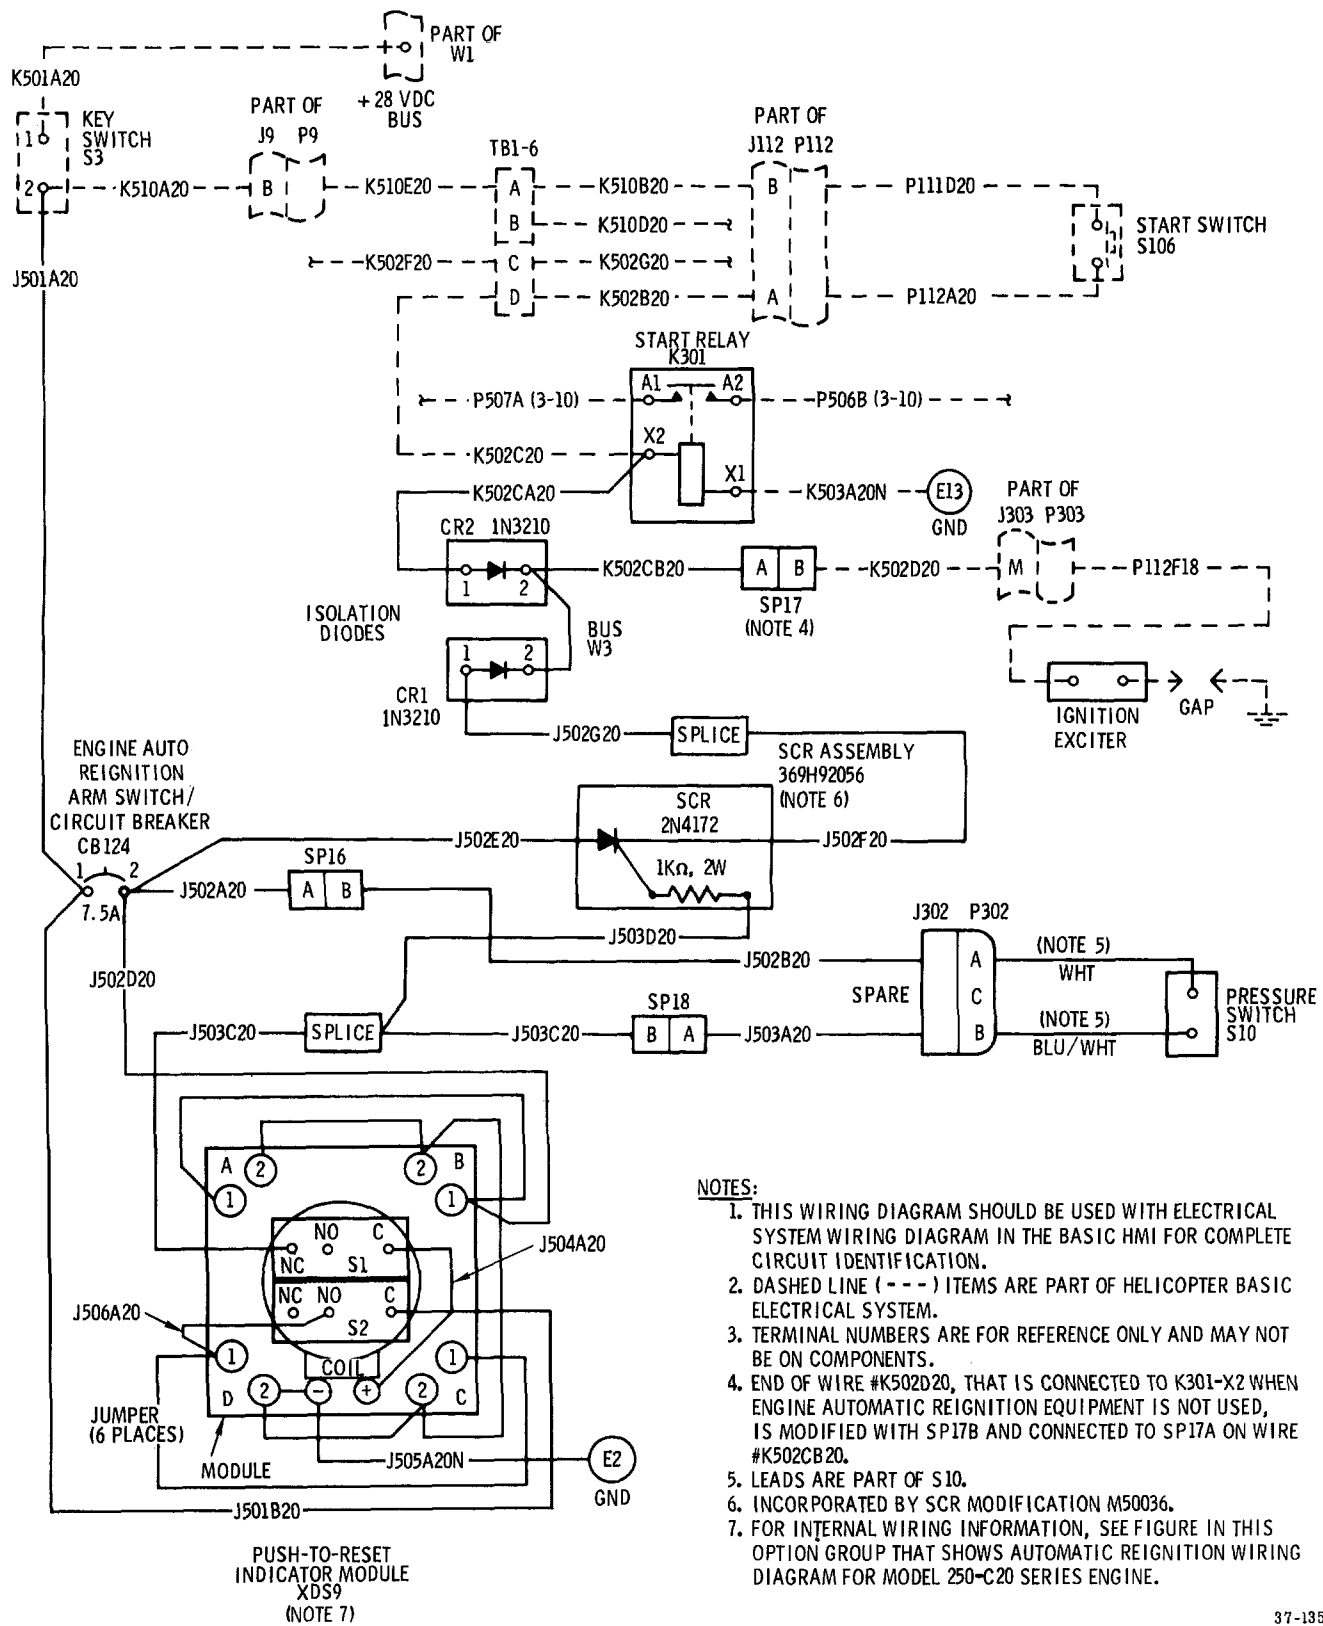 PART OF
W1
K501A20
+ 28 VDC
BUS
KEY
SWITCH
S3
1
2
PART OF
J9 P9
B
K510A20
K510E20
TB1-6
A
B
C
D
K510B20
K510D20
K502F20
K502G20
K502B20
PART OF
J112 P112
B
A
P111D20
P112A20
START SWITCH
S106
J501A20
START RELAY
K301
A1 A2
X2
X1
P507A (3-10)
P506B (3-10)
K502C20
K502CA20
K503A20N
E13
GND
PART OF
J303 P303
M
CR2 1N3210
1 2
K502CB20
A B
SP17
(NOTE 4)
K502D20
P112F18
ISOLATION
DIODES
BUS
W3
1 2
CR1
1N3210
IGNITION
EXCITER
GAP
J502G20
SPLICE
SCR ASSEMBLY
369H92056
(NOTE 6)
ENGINE AUTO
REIGNITION
ARM SWITCH/
CIRCUIT BREAKER
CB124
1 2
7.5A
SCR
2N4172
1KΩ, 2W
J502E20
J502F20
SP16
A B
J502A20
J503D20
J502B20
J302 P302
A
C
B
SPARE
(NOTE 5)
WHT
(NOTE 5)
BLU/WHT
PRESSURE
SWITCH
S10
J502D20
J503C20
SPLICE
J503C20
SP18
B A
J503A20
A 2
2 B
1
1
NO C
NC S1
NC NO C
S2
COIL
- +
1
1
D 2
2 C
J504A20
J506A20
JUMPER
(6 PLACES)
MODULE
J505A20N
E2
GND
J501B20
PUSH-TO-RESET
INDICATOR MODULE
XDS9
(NOTE 7)
NOTES:
1. THIS WIRING DIAGRAM SHOULD BE USED WITH ELECTRICAL
SYSTEM WIRING DIAGRAM IN THE BASIC HMI FOR COMPLETE
CIRCUIT IDENTIFICATION.
2. DASHED LINE (---) ITEMS ARE PART OF HELICOPTER BASIC
ELECTRICAL SYSTEM.
3. TERMINAL NUMBERS ARE FOR REFERENCE ONLY AND MAY NOT
BE ON COMPONENTS.
4. END OF WIRE #K502D20, THAT IS CONNECTED TO K301-X2 WHEN
ENGINE AUTOMATIC REIGNITION EQUIPMENT IS NOT USED,
IS MODIFIED WITH SP17B AND CONNECTED TO SP17A ON WIRE
#K502CB20.
5. LEADS ARE PART OF S10.
6. INCORPORATED BY SCR MODIFICATION M50036.
7. FOR INTERNAL WIRING INFORMATION, SEE FIGURE IN THIS
OPTION GROUP THAT SHOWS AUTOMATIC REIGNITION WIRING
DIAGRAM FOR MODEL 250-C20 SERIES ENGINE.
37-135